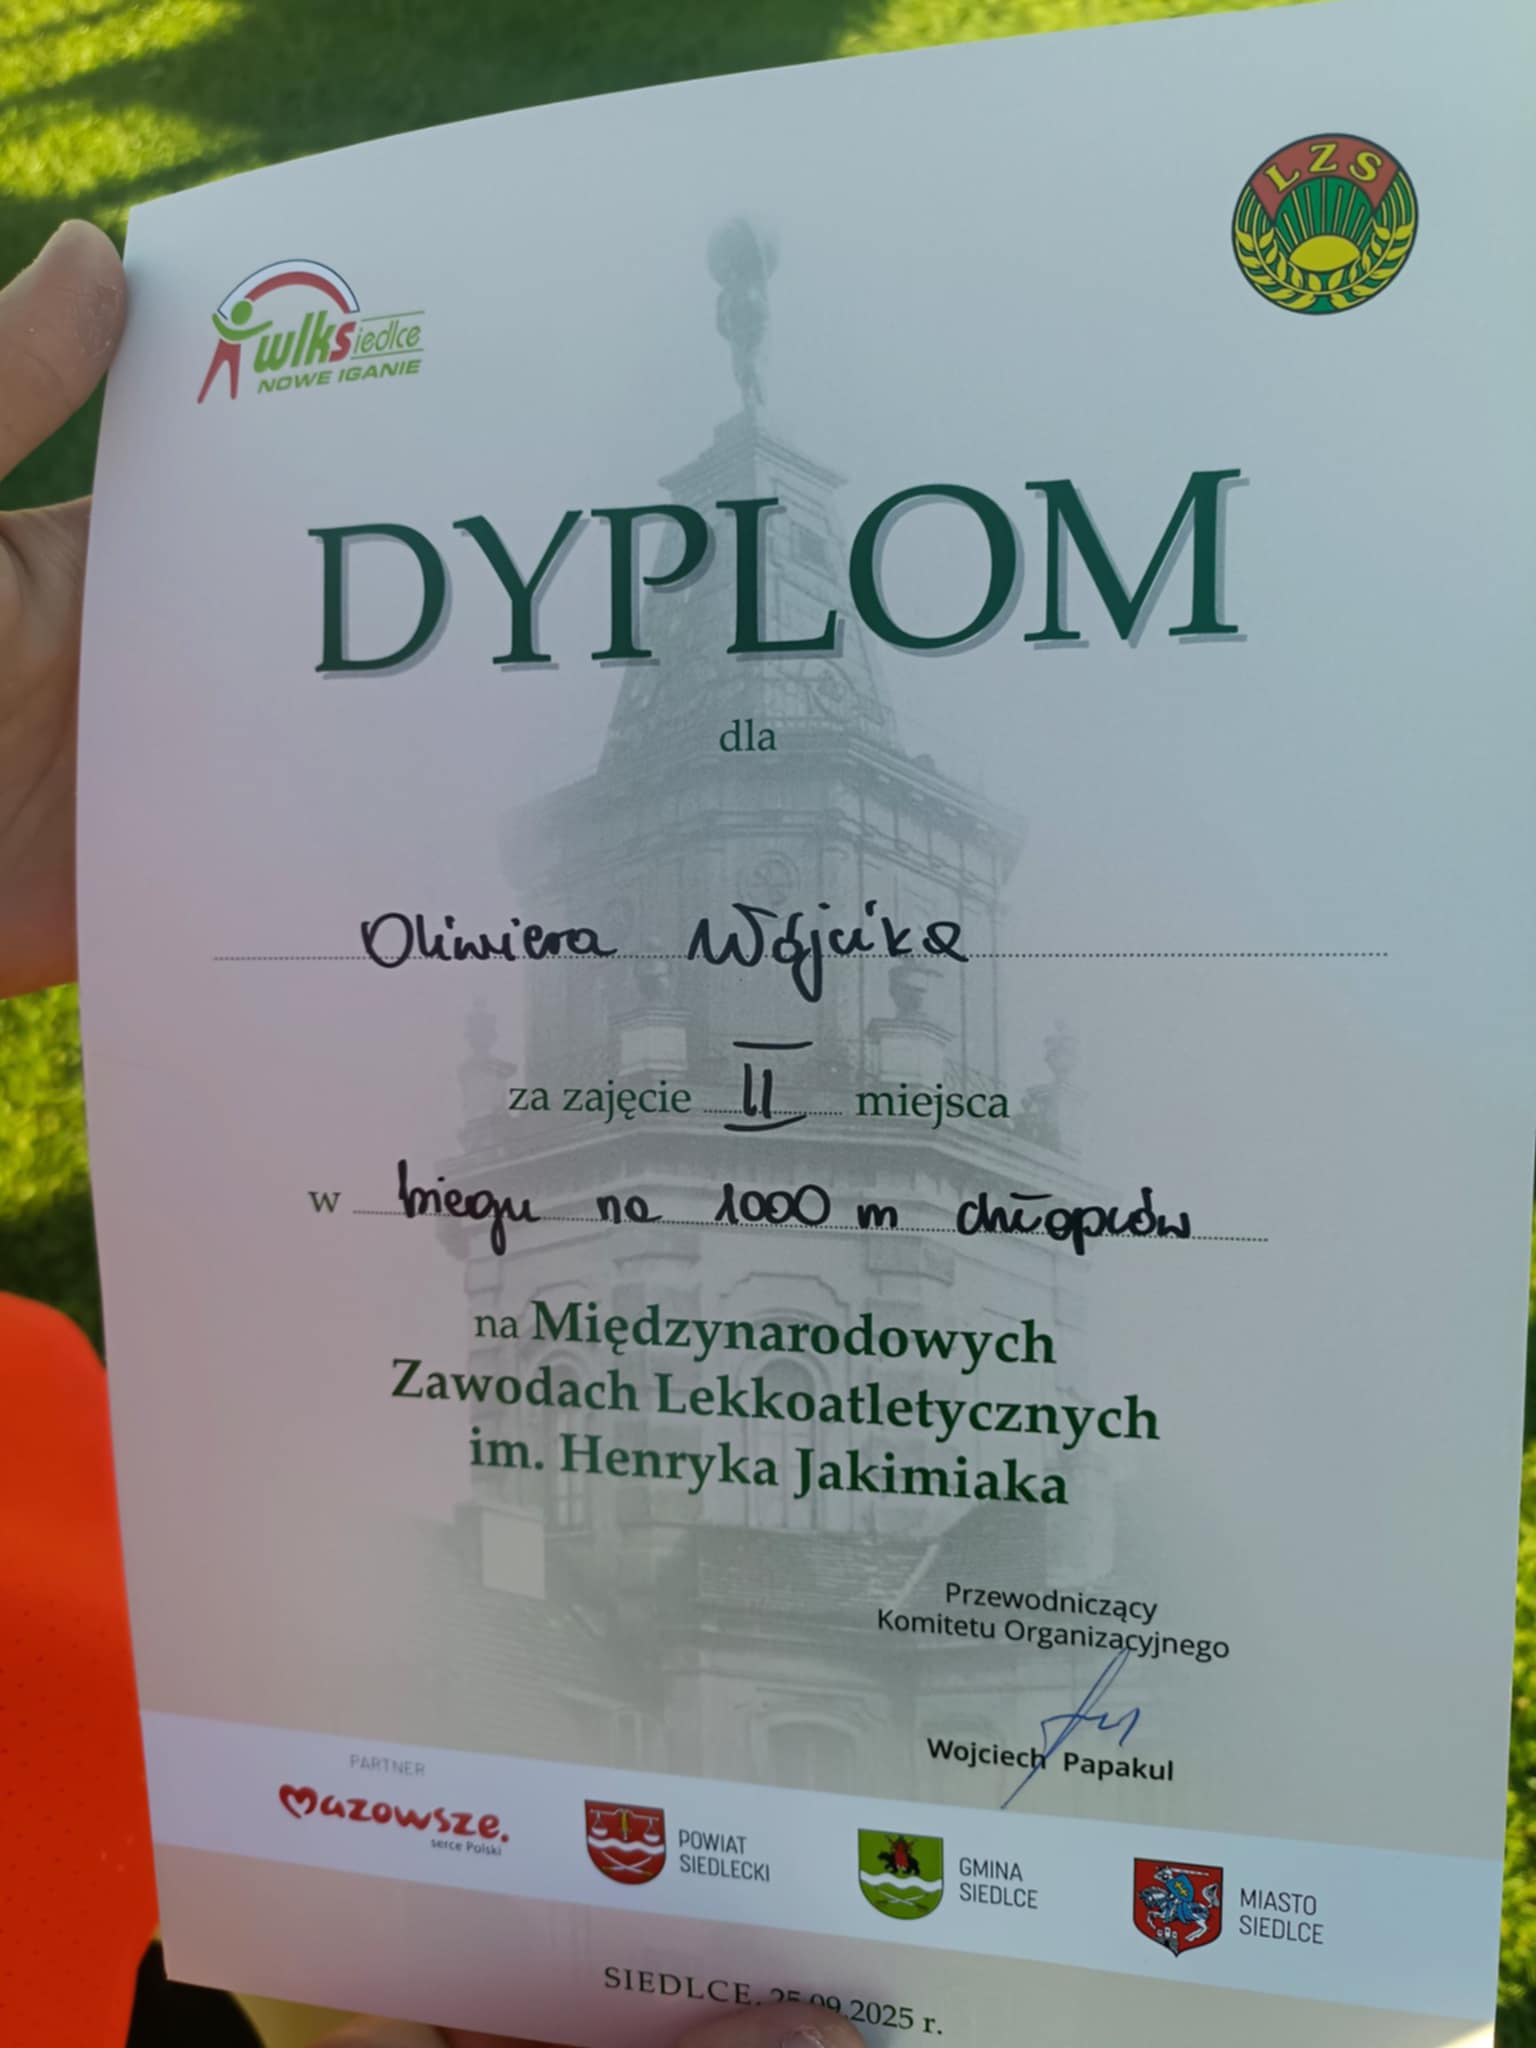 LZS
wlkSiedlce
NOWE IGANIE
DYPLOM
dla
Oliwiera Wójcika
za zajęcie II miejsca
w biegu na 1000 m chłopców
na Międzynarodowych
Zawodach Lekkoatletycznych
im. Henryka Jakimiaka
Przewodniczący
Komitetu Organizacyjnego
Wojciech Papakul
PARTNER
mazowsze.
serce Polski
POWIAT
SIEDLECKI
GMINA
SIEDLCE
MIASTO
SIEDLCE
SIEDLCE, 25.09.2025 r.